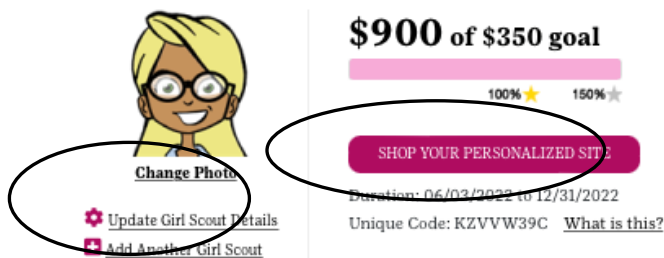 $900 of $350 goal
100% 150%
SHOP YOUR PERSONALIZED SITE
Change Photo
Duration: 06/03/2022 to 12/31/2022
Update Girl Scout Details
Unique Code: KZVVW39C What is this?
Add Another Girl Scout